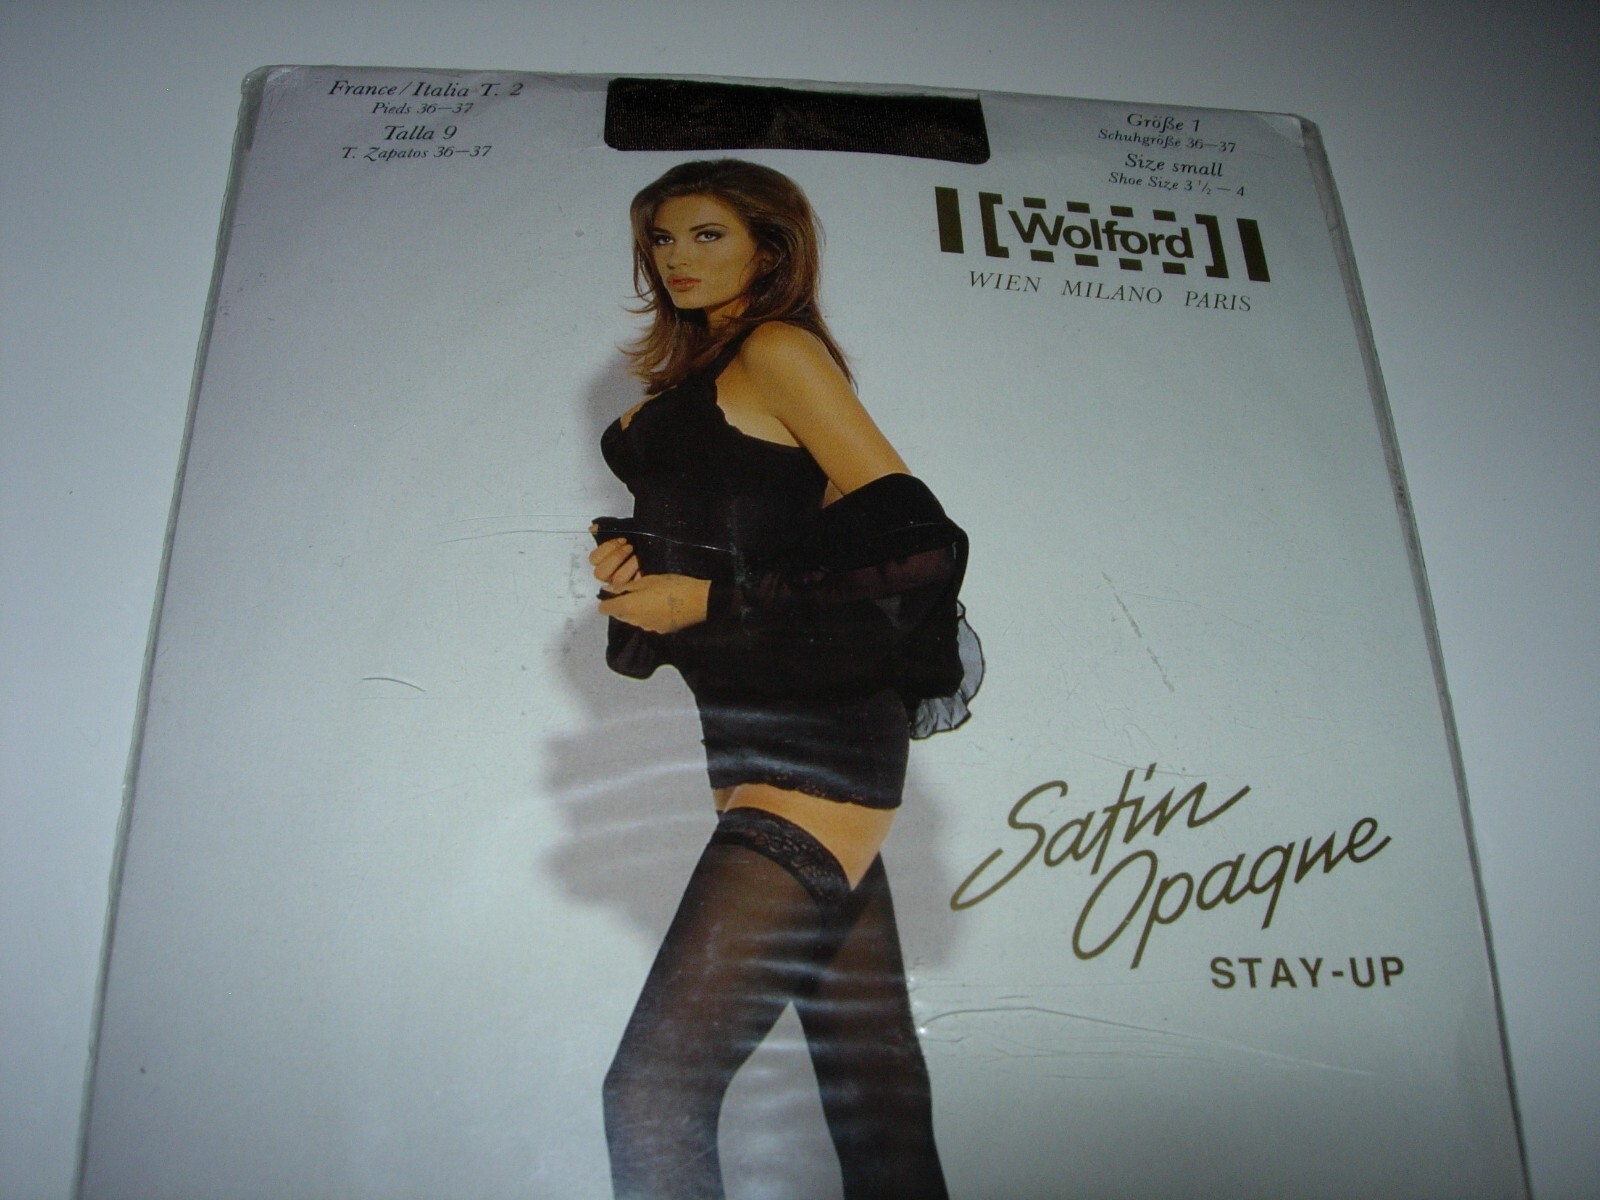 France/Italia T. 2
Pieds 36—37
Talla 9
T. Zapatos 36—37
Größe 1
Schuhgröße 36—37
Size small
Shoe Size 3 1/2 — 4
Wolford
WIEN MILANO PARIS
Satin
Opaque
STAY-UP